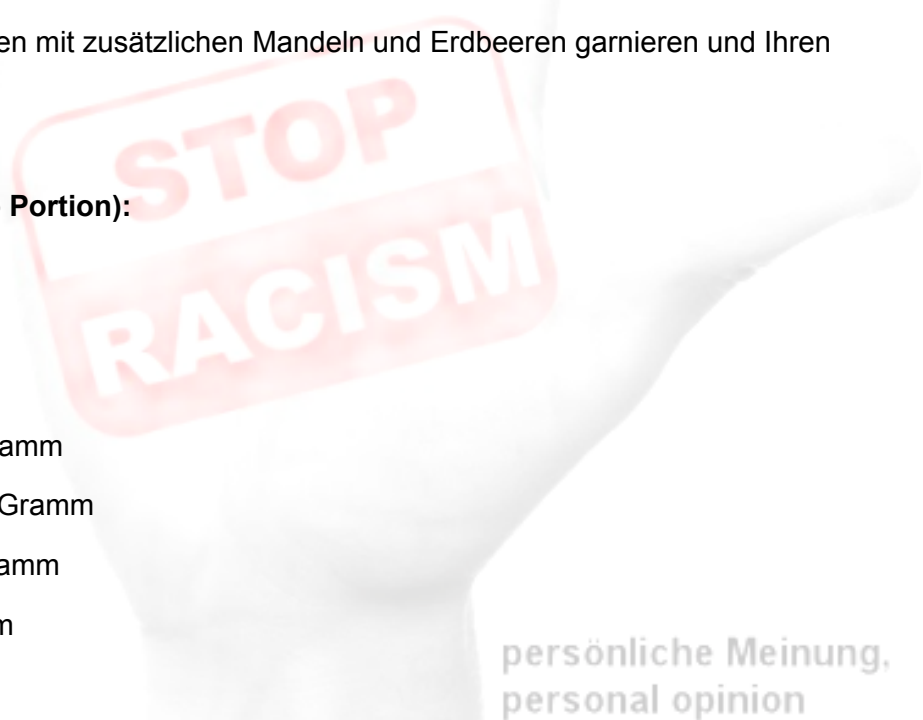 en mit zusätzlichen Mandeln und Erdbeeren garnieren und Ihren
STOP
Portion):
RACISM
amm
Gramm
amm
m
persönliche Meinung,
personal opinion